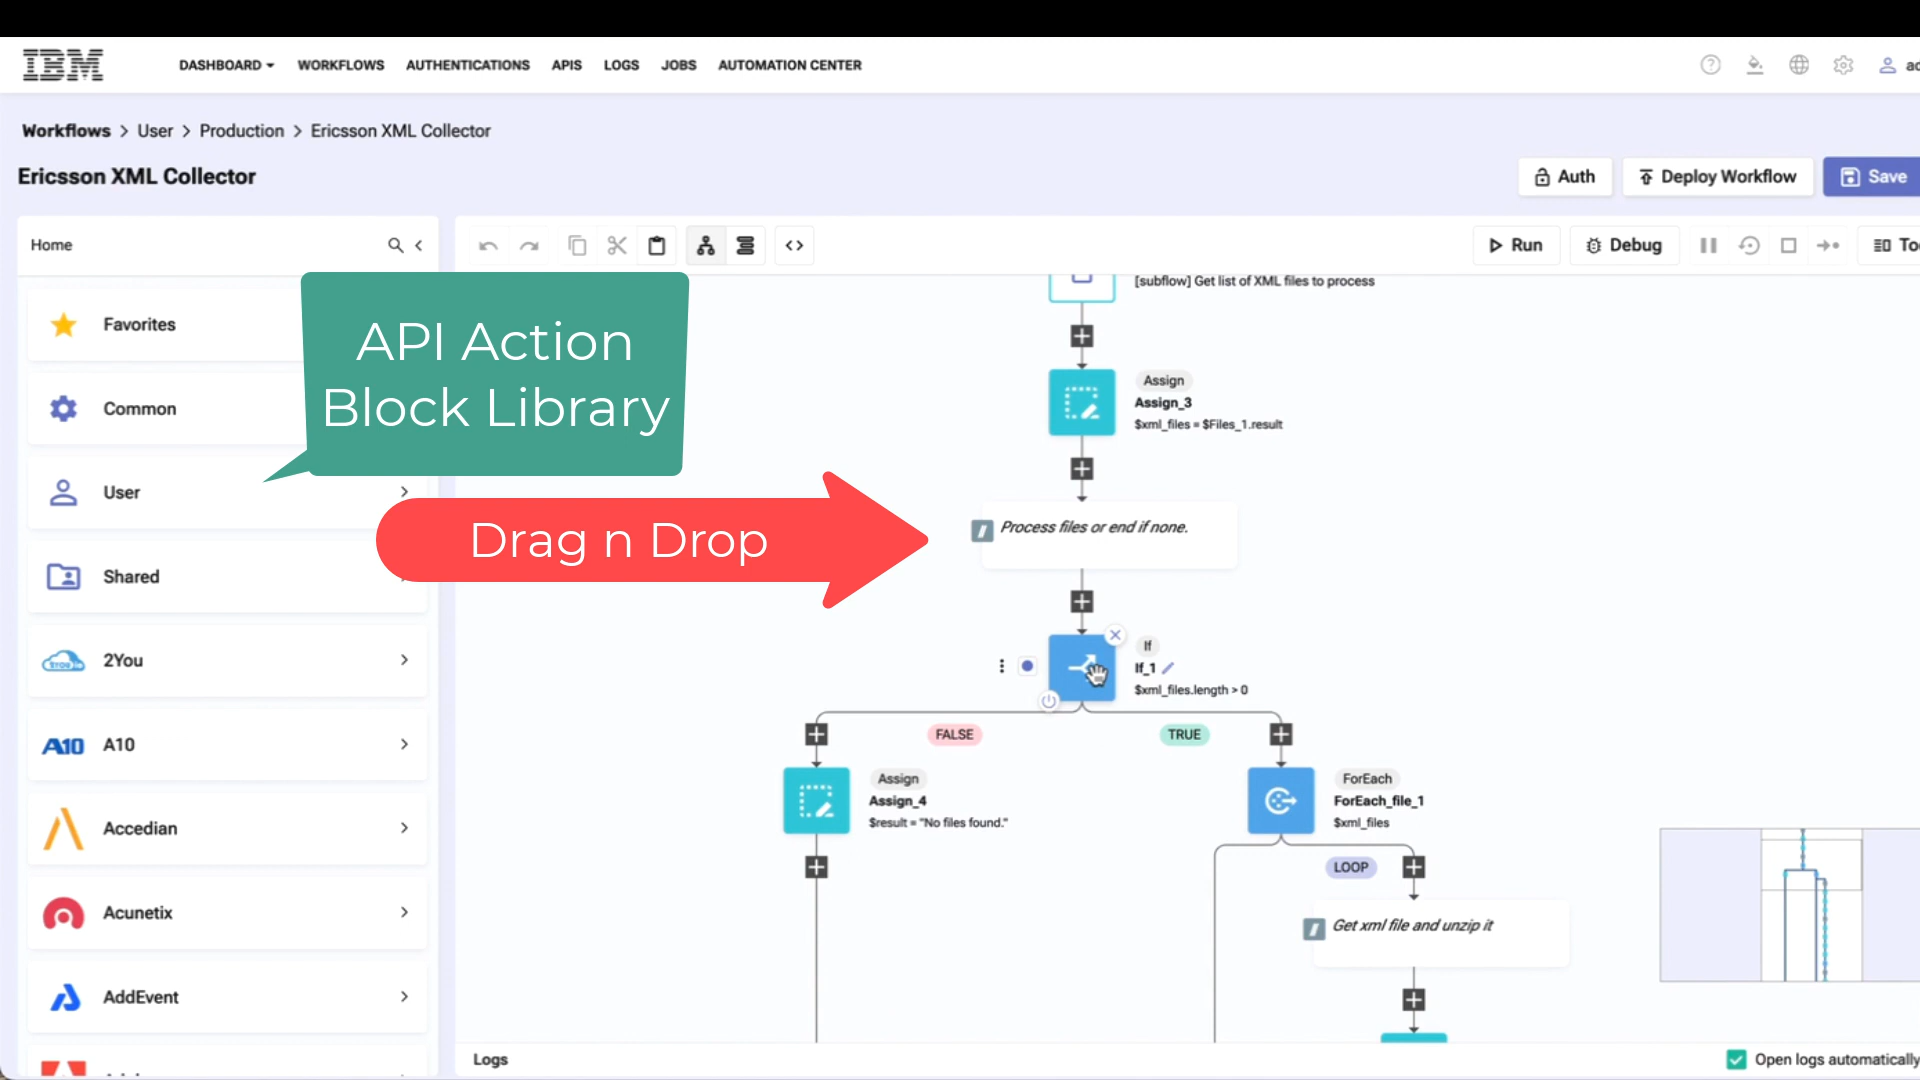 IBM
DASHBOARD WORKFLOWS AUTHENTICATIONS APIS LOGS JOBS AUTOMATION CENTER
Workflows > User > Production > Ericsson XML Collector
Ericsson XML Collector
Auth
Deploy Workflow
Save
Home
Run
Debug
Favorites
Common
User
Shared
2You
A10
A10
Accedian
Acunetix
AddEvent
API Action
Block Library
Drag n Drop
[subflow] Get list of XML files to process
Assign
Assign_3
$xml_files = $Files_1.result
Process files or end if none.
If
If_1
$xml_files.length > 0
FALSE
TRUE
Assign
Assign_4
$result = "No files found."
ForEach
ForEach_file_1
$xml_files
LOOP
Get xml file and unzip it
Logs
Open logs automatically